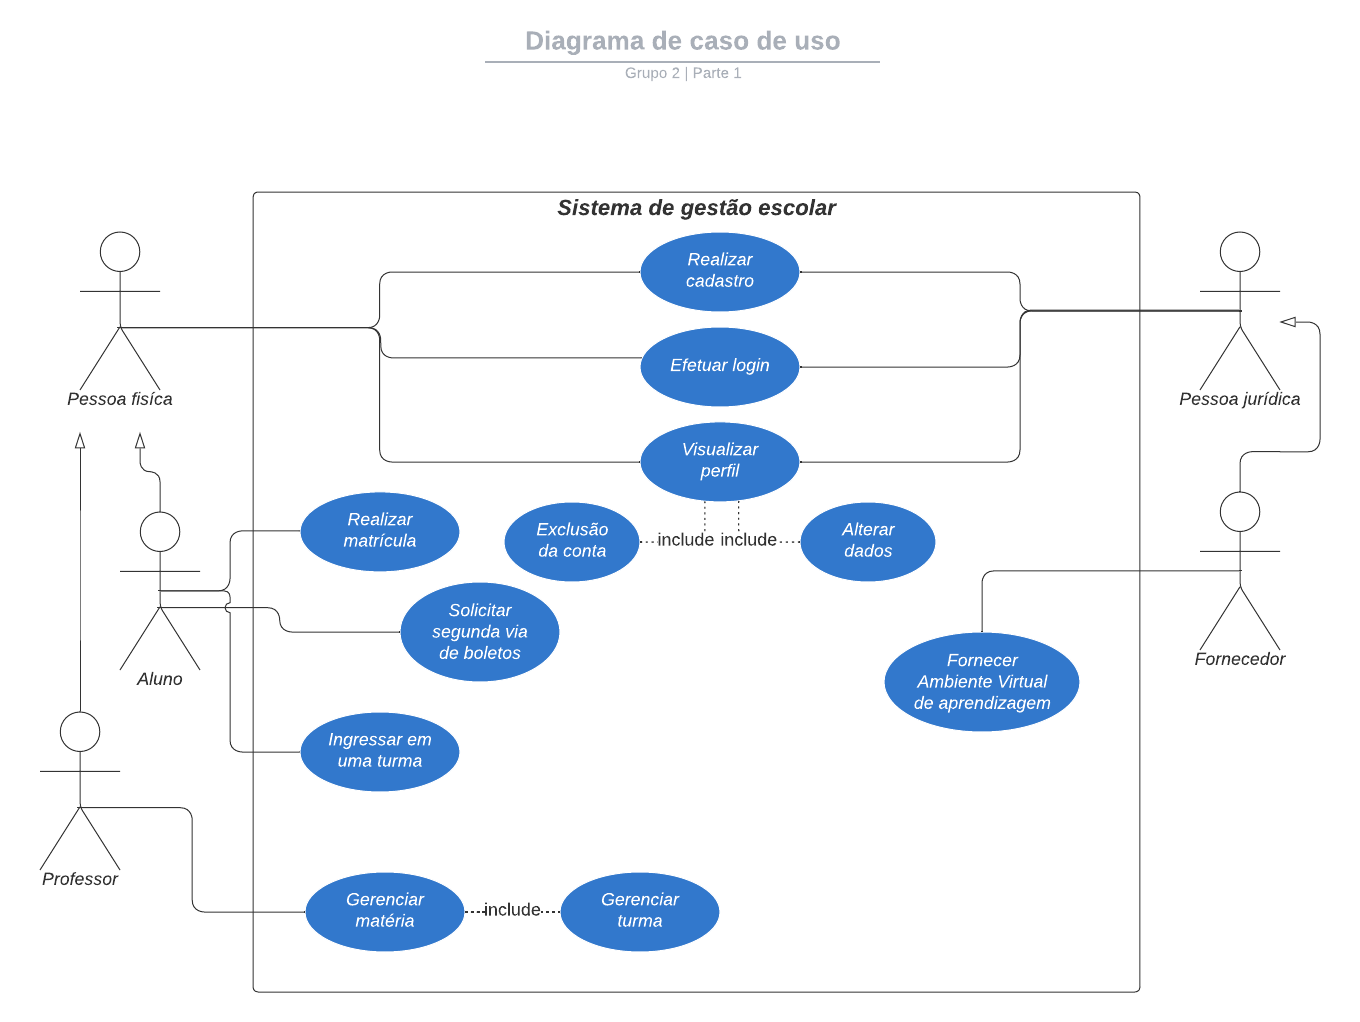 Diagrama de caso de uso
Grupo 2 | Parte 1
Sistema de gestão escolar
Realizar
cadastro
Efetuar login
Pessoa fisíca
Pessoa jurídica
Visualizar
perfil
Realizar
matrícula
Exclusão
da conta
include
include
Alterar
dados
Solicitar
segunda via
de boletos
Aluno
Fornecedor
Fornecer
Ambiente Virtual
de aprendizagem
Ingressar em
uma turma
Professor
Gerenciar
matéria
include
Gerenciar
turma